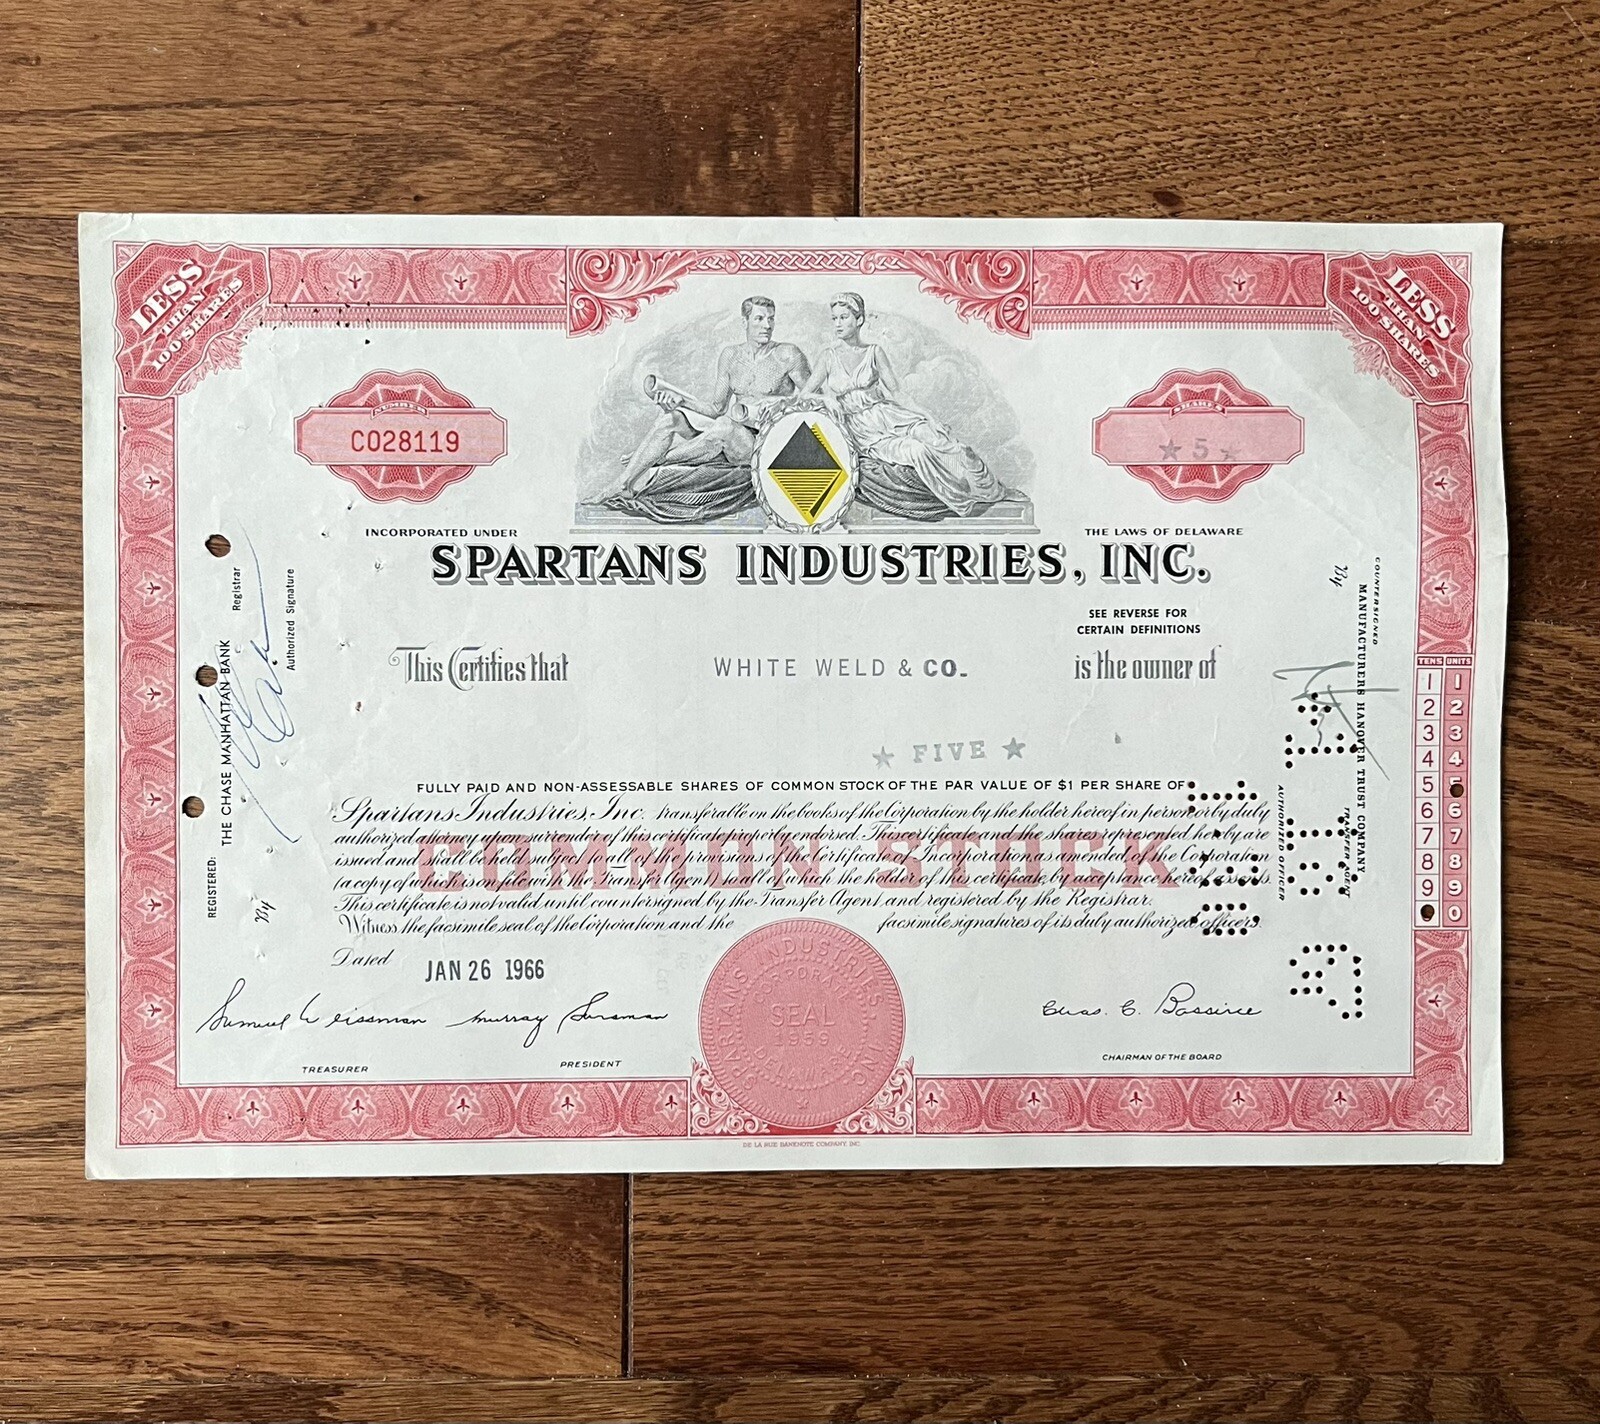 LESS THAN 100 SHARES
LESS THAN 100 SHARES
NUMBER
C028119
SHARES
★ 5 ★
INCORPORATED UNDER THE LAWS OF DELAWARE
SPARTANS INDUSTRIES, INC.
SEE REVERSE FOR
CERTAIN DEFINITIONS
This Certifies that WHITE WELD & CO. is the owner of
★ FIVE ★
FULLY PAID AND NON-ASSESSABLE SHARES OF COMMON STOCK OF THE PAR VALUE OF $1 PER SHARE OF
Spartans Industries, Inc. transferable on the books of the Corporation by the holder hereof in person or by duly
authorized attorney upon surrender of this certificate properly endorsed. This certificate and the shares represented hereby are
issued and shall be held subject to all of the provisions of the Certificate of Incorporation, as amended, of the Corporation
(a copy of which is on file with the Transfer Agent) to all of which the holder of this certificate, by acceptance hereof assents.
This certificate is not valid until countersigned by the Transfer Agent and registered by the Registrar.
Witness the facsimile seal of the Corporation and the facsimile signatures of its duly authorized officers.
COMMON STOCK
Dated JAN 26 1966
Samuel Weissman
TREASURER
Murray
PRESIDENT
Chas. C. Bassine
CHAIRMAN OF THE BOARD
SPARTANS INDUSTRIES, INC.
CORPORATE
SEAL
1959
DELAWARE
DE LA RUE BANKNOTE COMPANY, INC.
REGISTERED:
THE CHASE MANHATTAN BANK
Registrar
By
Authorized Signature
COUNTERSIGNED
MANUFACTURERS HANOVER TRUST COMPANY
TRANSFER AGENT
By
AUTHORIZED OFFICER
TENS UNITS
1 1
2 2
3 3
4 4
5 5
6 6
7 7
8 8
9 9
0